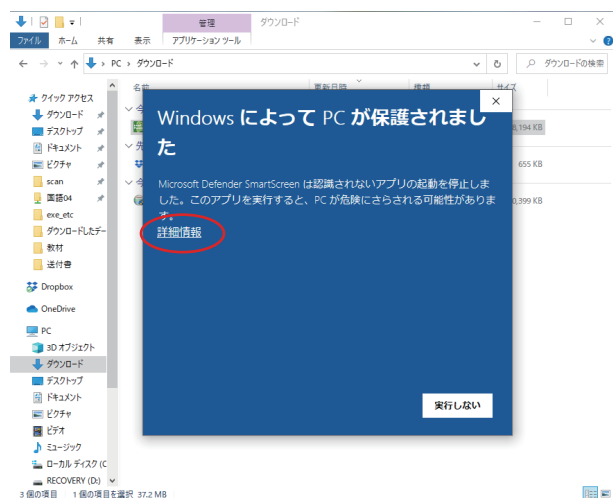 管理 ダウンロード
ファイル ホーム 共有 表示 アプリケーション ツール
PC › ダウンロード
ダウンロードの検索
名前 更新日時 種類 サイズ
クイック アクセス
ダウンロード
デスクトップ
ドキュメント
ピクチャ
scan
国語04
exe_etc
ダウンロードしたデー
教材
送付書
Dropbox
OneDrive
PC
3D オブジェクト
ダウンロード
デスクトップ
ドキュメント
ピクチャ
ビデオ
ミュージック
ローカル ディスク (C
RECOVERY (D:)
今
先
今
Windows によって PC が保護されまし
た
Microsoft Defender SmartScreen は認識されないアプリの起動を停止しま
した。このアプリを実行すると、PC が危険にさらされる可能性がありま
す。
詳細情報
実行しない
,194 KB
655 KB
0,399 KB
3 個の項目 1 個の項目を選択 37.2 MB